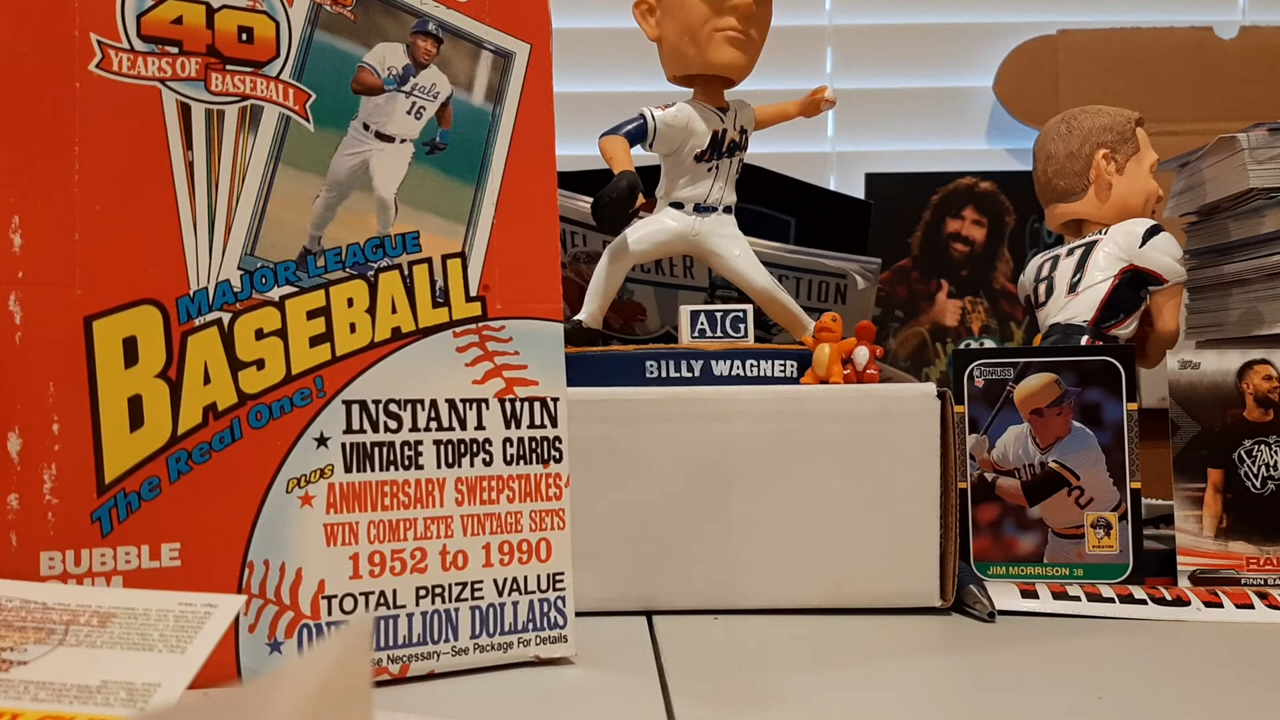 40
YEARS OF BASEBALL
Royals
16
MAJOR LEAGUE
BASEBALL
The Real One!
INSTANT WIN
VINTAGE TOPPS CARDS
PLUS
ANNIVERSARY SWEEPSTAKES
WIN COMPLETE VINTAGE SETS
1952 to 1990
TOTAL PRIZE VALUE
ONE MILLION DOLLARS
Necessary—See Package For Details
BUBBLE
GUM
Mets
AIG
BILLY WAGNER
87
DONRUSS
2
PIRATES
JIM MORRISON 3B
TOPPS
FINN